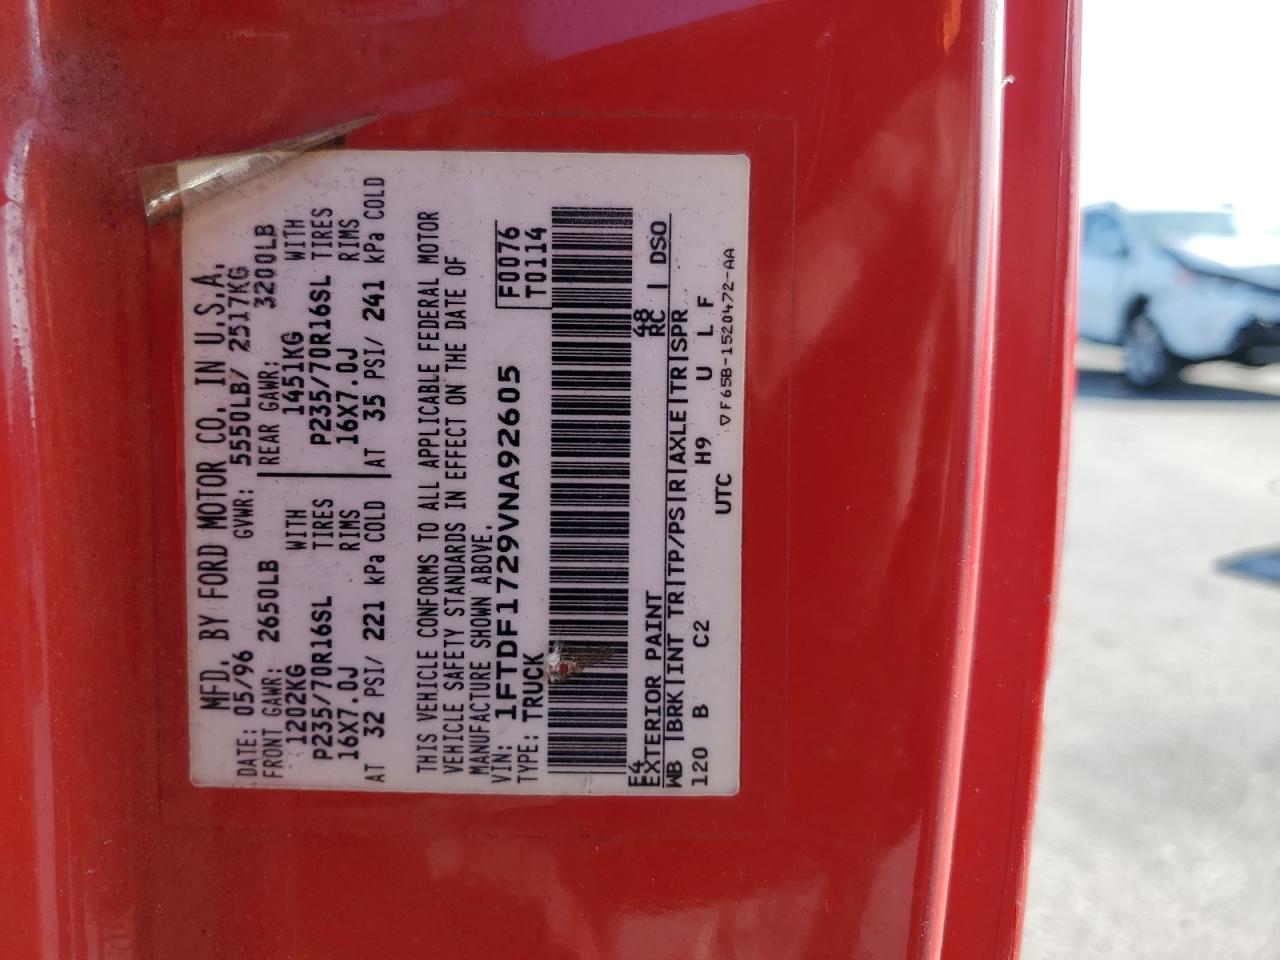 MFD. BY FORD MOTOR CO. IN U.S.A.
DATE: 05/96 GVWR: 5550LB/ 2517KG
FRONT GAWR: 2650LB REAR GAWR: 3200LB
1202KG WITH 1451KG WITH
P235/70R16SL TIRES P235/70R16SL TIRES
16X7.0J RIMS 16X7.0J RIMS
AT 32 PSI/ 221 kPa COLD AT 35 PSI/ 241 kPa COLD
THIS VEHICLE CONFORMS TO ALL APPLICABLE FEDERAL MOTOR
VEHICLE SAFETY STANDARDS IN EFFECT ON THE DATE OF
MANUFACTURE SHOWN ABOVE.
VIN: 1FTDF1729VNA92605 F0076
TYPE: TRUCK T0114
E4 48
EXTERIOR PAINT RC I DSO
WB |BRK|INT TR|TP/PS|R|AXLE|TR|SPR
120 B C2 H9 U L F
UTC ▽F65B-1520472-AA